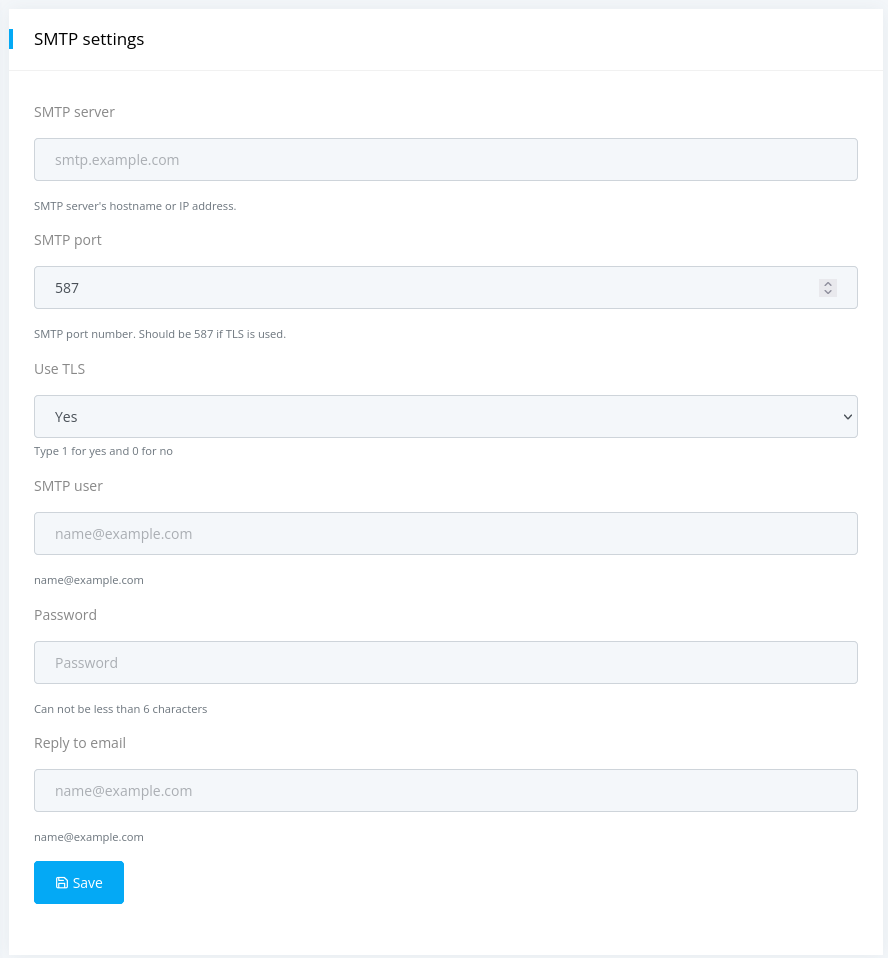 SMTP settings
SMTP server
smtp.example.com
SMTP server's hostname or IP address.
SMTP port
587
SMTP port number. Should be 587 if TLS is used.
Use TLS
Yes
Type 1 for yes and 0 for no
SMTP user
name@example.com
name@example.com
Password
Password
Can not be less than 6 characters
Reply to email
name@example.com
name@example.com
Save